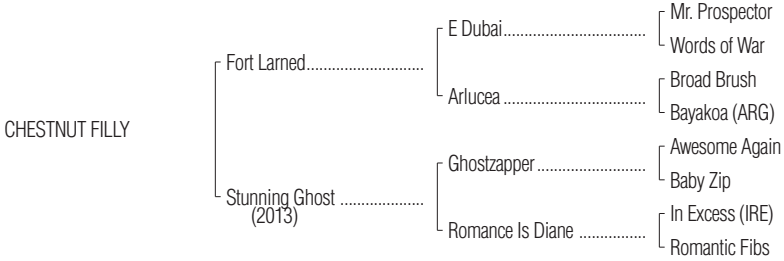 Mr. Prospector
E Dubai................................
Words of War
Fort Larned..........................
Broad Brush
Arlucea ................................
Bayakoa (ARG)
CHESTNUT FILLY
Awesome Again
Ghostzapper ........................
Baby Zip
Stunning Ghost ....................
(2013)
In Excess (IRE)
Romance Is Diane ...............
Romantic Fibs